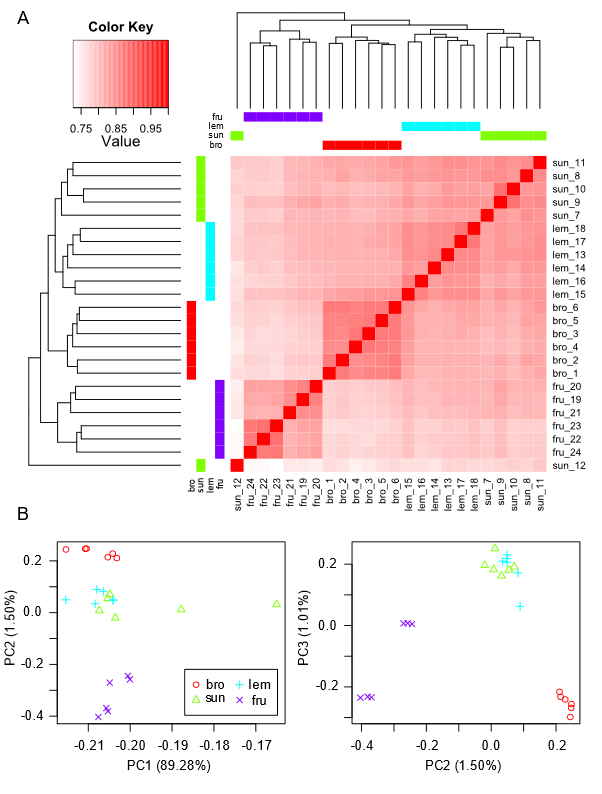 A
Color Key
0.75 0.85 0.95
Value
fru
lem
sun
bro
sun_11
sun_8
sun_10
sun_9
sun_7
lem_18
lem_17
lem_13
lem_14
lem_16
lem_15
bro_6
bro_5
bro_3
bro_4
bro_2
bro_1
fru_20
fru_19
fru_21
fru_23
fru_22
fru_24
sun_12
bro sun lem fru
sun_12 fru_24 fru_22 fru_23 fru_21 fru_19 fru_20 bro_1 bro_2 bro_4 bro_3 bro_5 bro_6 lem_15 lem_16 lem_14 lem_13 lem_17 lem_18 sun_7 sun_9 sun_10 sun_8 sun_11
B
PC2 (1.50%)
0.2
0.0
-0.2
-0.4
bro lem
sun fru
-0.21 -0.20 -0.19 -0.18 -0.17
PC1 (89.28%)
PC3 (1.01%)
0.2
0.0
-0.2
-0.4 -0.2 0.0 0.2
PC2 (1.50%)